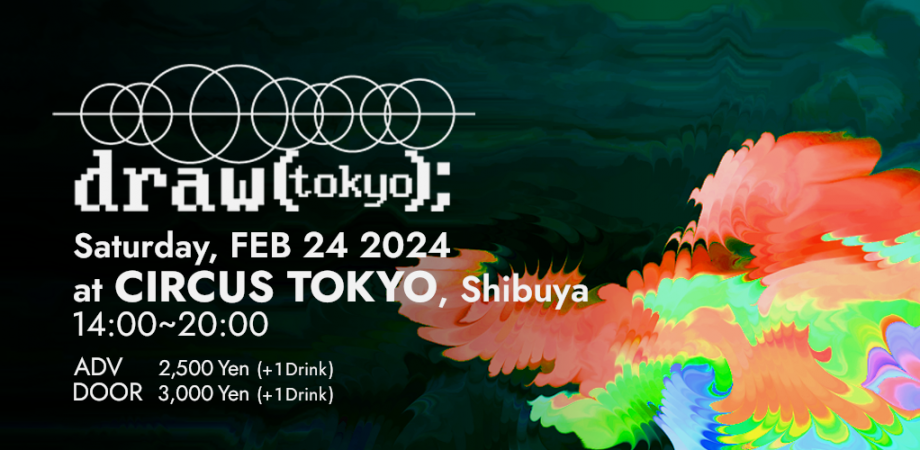 draw(tokyo);
Saturday, FEB 24 2024
at CIRCUS TOKYO, Shibuya
14:00~20:00
ADV 2,500 Yen (+1Drink)
DOOR 3,000 Yen (+1Drink)